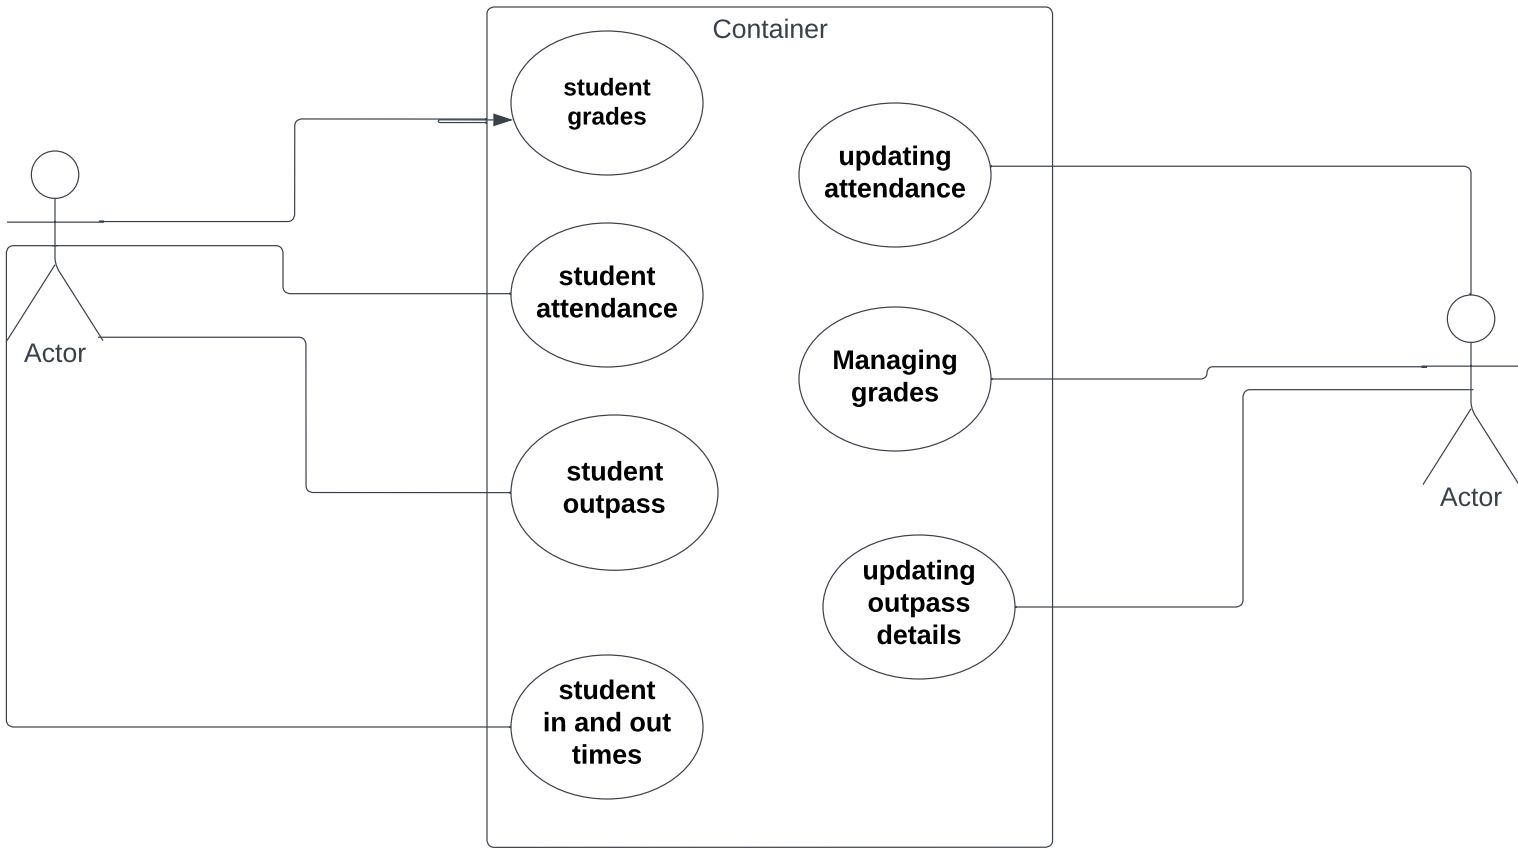 Container
student
grades
updating
attendance
student
attendance
Actor
Managing
grades
student
outpass
Actor
updating
outpass
details
student
in and out
times